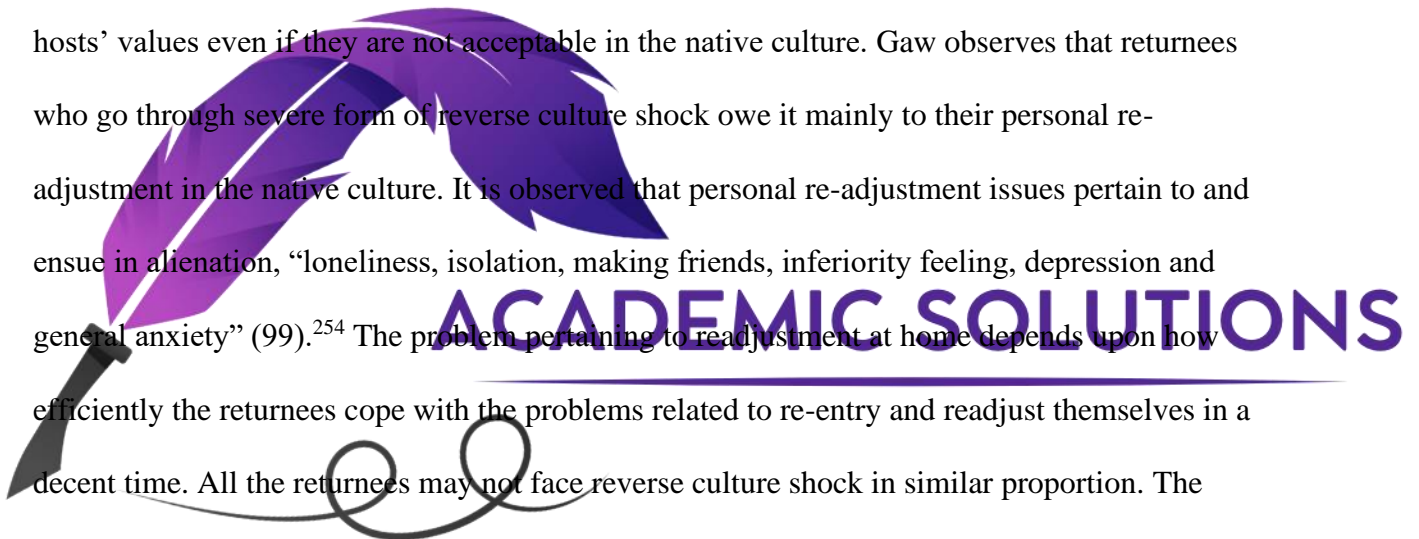 hosts’ values even if they are not acceptable in the native culture. Gaw observes that returnees
who go through severe form of reverse culture shock owe it mainly to their personal re-
adjustment in the native culture. It is observed that personal re-adjustment issues pertain to and
ensue in alienation, “loneliness, isolation, making friends, inferiority feeling, depression and
general anxiety” (99).254 The problem pertaining to readjustment at home depends upon how
ACADEMIC SOLUTIONS
efficiently the returnees cope with the problems related to re-entry and readjust themselves in a
decent time. All the returnees may not face reverse culture shock in similar proportion. The